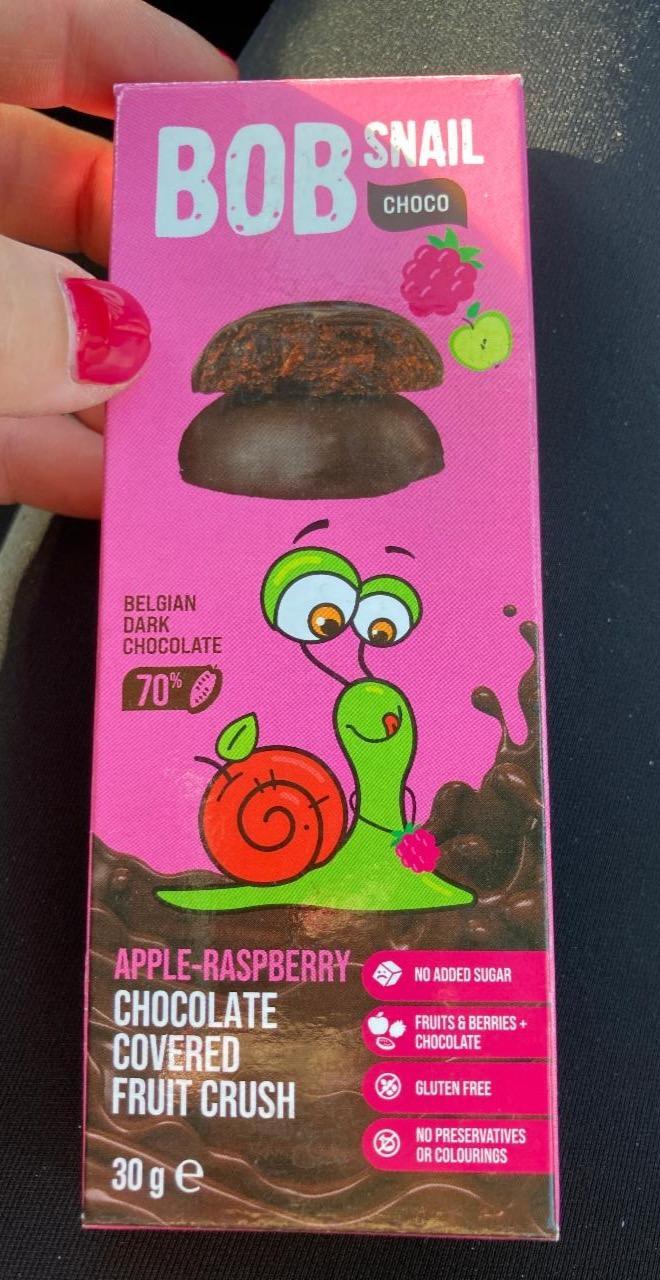 BOB SNAIL
CHOCO
BELGIAN
DARK
CHOCOLATE
70%
APPLE-RASPBERRY
CHOCOLATE
COVERED
FRUIT CRUSH
30 g e
NO ADDED SUGAR
FRUITS & BERRIES +
CHOCOLATE
GLUTEN FREE
NO PRESERVATIVES
OR COLOURINGS